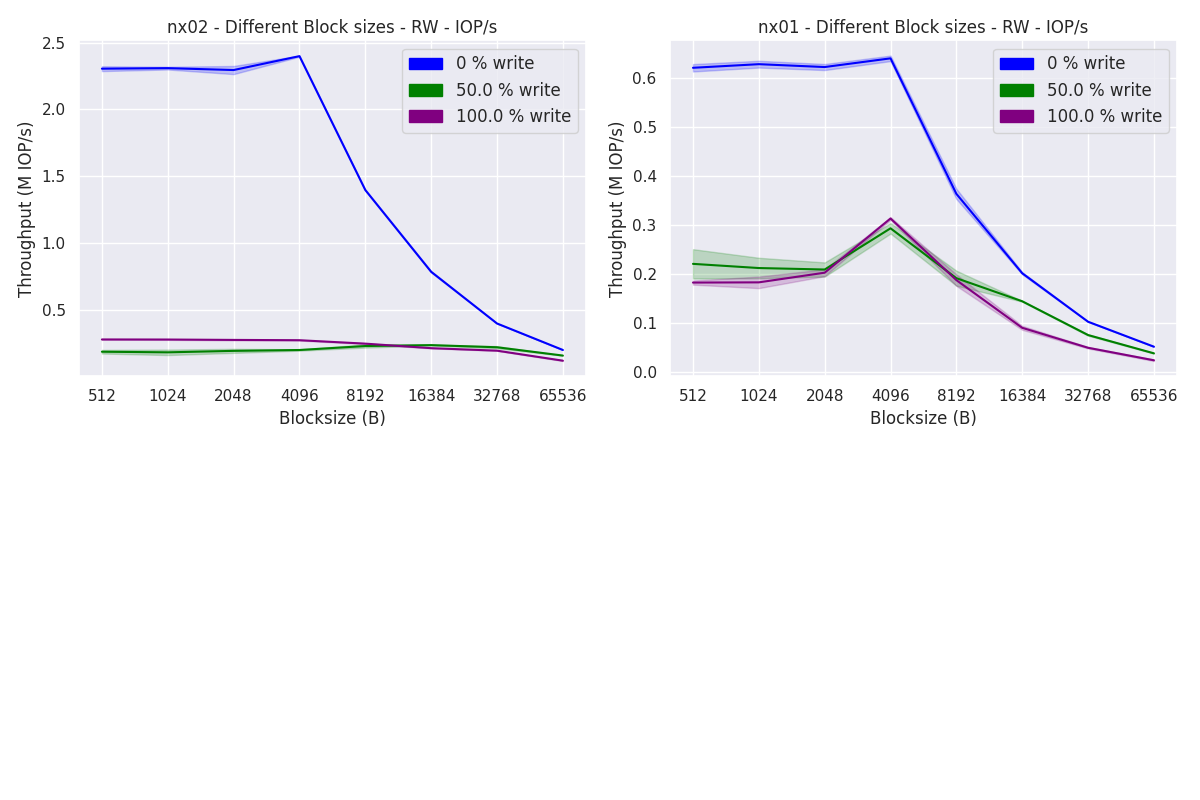 nx02 - Different Block sizes - RW - IOP/s
2.5
2.0
1.5
1.0
0.5
Throughput (M IOP/s)
0 % write
50.0 % write
100.0 % write
512 1024 2048 4096 8192 16384 32768 65536
Blocksize (B)
nx01 - Different Block sizes - RW - IOP/s
0.6
0.5
0.4
0.3
0.2
0.1
0.0
Throughput (M IOP/s)
0 % write
50.0 % write
100.0 % write
512 1024 2048 4096 8192 16384 32768 65536
Blocksize (B)